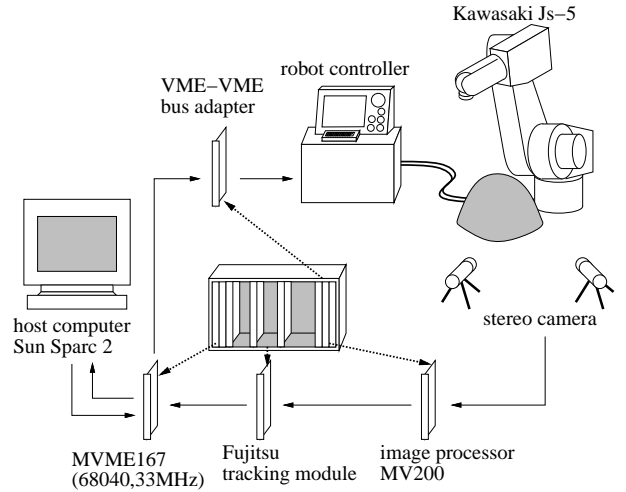 Kawasaki Js−5
robot controller
VME−VME
bus adapter
host computer
Sun Sparc 2
stereo camera
MVME167
(68040,33MHz)
Fujitsu
tracking module
image processor
MV200